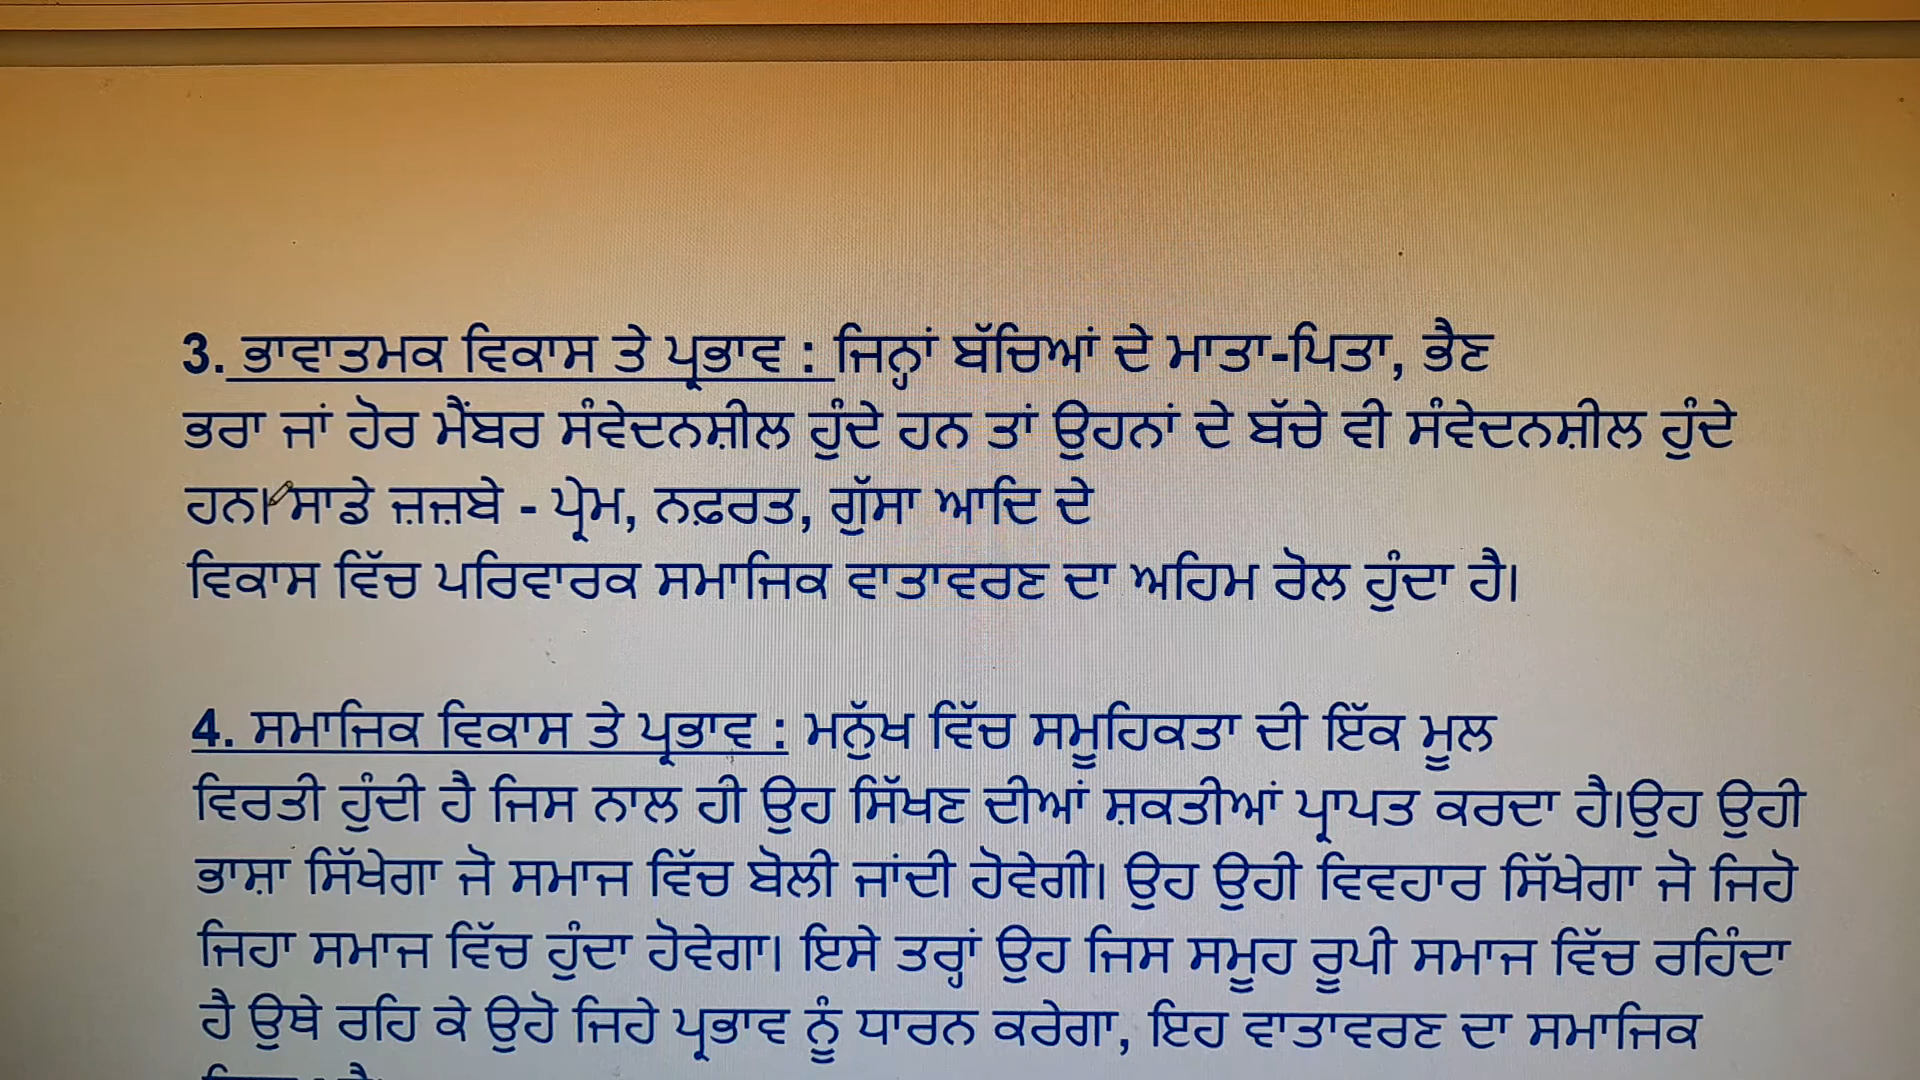 3. ਭਾਵਾਤਮਕ ਵਿਕਾਸ ਤੇ ਪ੍ਰਭਾਵ : ਜਿਨ੍ਹਾਂ ਬੱਚਿਆਂ ਦੇ ਮਾਤਾ-ਪਿਤਾ, ਭੈਣ
ਭਰਾ ਜਾਂ ਹੋਰ ਮੈਂਬਰ ਸੰਵੇਦਨਸ਼ੀਲ ਹੁੰਦੇ ਹਨ ਤਾਂ ਉਹਨਾਂ ਦੇ ਬੱਚੇ ਵੀ ਸੰਵੇਦਨਸ਼ੀਲ ਹੁੰਦੇ
ਹਨ। ਸਾਡੇ ਜ਼ਜ਼ਬੇ - ਪ੍ਰੇਮ, ਨਫ਼ਰਤ, ਗੁੱਸਾ ਆਦਿ ਦੇ
ਵਿਕਾਸ ਵਿੱਚ ਪਰਿਵਾਰਕ ਸਮਾਜਿਕ ਵਾਤਾਵਰਣ ਦਾ ਅਹਿਮ ਰੋਲ ਹੁੰਦਾ ਹੈ।
4. ਸਮਾਜਿਕ ਵਿਕਾਸ ਤੇ ਪ੍ਰਭਾਵ : ਮਨੁੱਖ ਵਿੱਚ ਸਮੂਹਿਕਤਾ ਦੀ ਇੱਕ ਮੂਲ
ਵਿਰਤੀ ਹੁੰਦੀ ਹੈ ਜਿਸ ਨਾਲ ਹੀ ਉਹ ਸਿੱਖਣ ਦੀਆਂ ਸ਼ਕਤੀਆਂ ਪ੍ਰਾਪਤ ਕਰਦਾ ਹੈ।ਉਹ ਉਹੀ
ਭਾਸ਼ਾ ਸਿੱਖੇਗਾ ਜੋ ਸਮਾਜ ਵਿੱਚ ਬੋਲੀ ਜਾਂਦੀ ਹੋਵੇਗੀ। ਉਹ ਉਹੀ ਵਿਵਹਾਰ ਸਿੱਖੇਗਾ ਜੋ ਜਿਹੋ
ਜਿਹਾ ਸਮਾਜ ਵਿੱਚ ਹੁੰਦਾ ਹੋਵੇਗਾ। ਇਸੇ ਤਰ੍ਹਾਂ ਉਹ ਜਿਸ ਸਮੂਹ ਰੂਪੀ ਸਮਾਜ ਵਿੱਚ ਰਹਿੰਦਾ
ਹੈ ਉਥੇ ਰਹਿ ਕੇ ਉਹੋ ਜਿਹੇ ਪ੍ਰਭਾਵ ਨੂੰ ਧਾਰਨ ਕਰੇਗਾ, ਇਹ ਵਾਤਾਵਰਣ ਦਾ ਸਮਾਜਿਕ